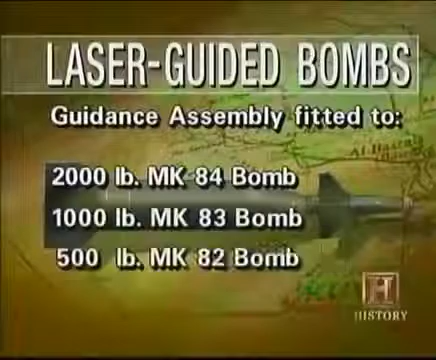 LASER-GUIDED BOMBS
Guidance Assembly fitted to:
2000 lb. MK 84 Bomb
1000 lb. MK 83 Bomb
500 lb. MK 82 Bomb
H
HISTORY